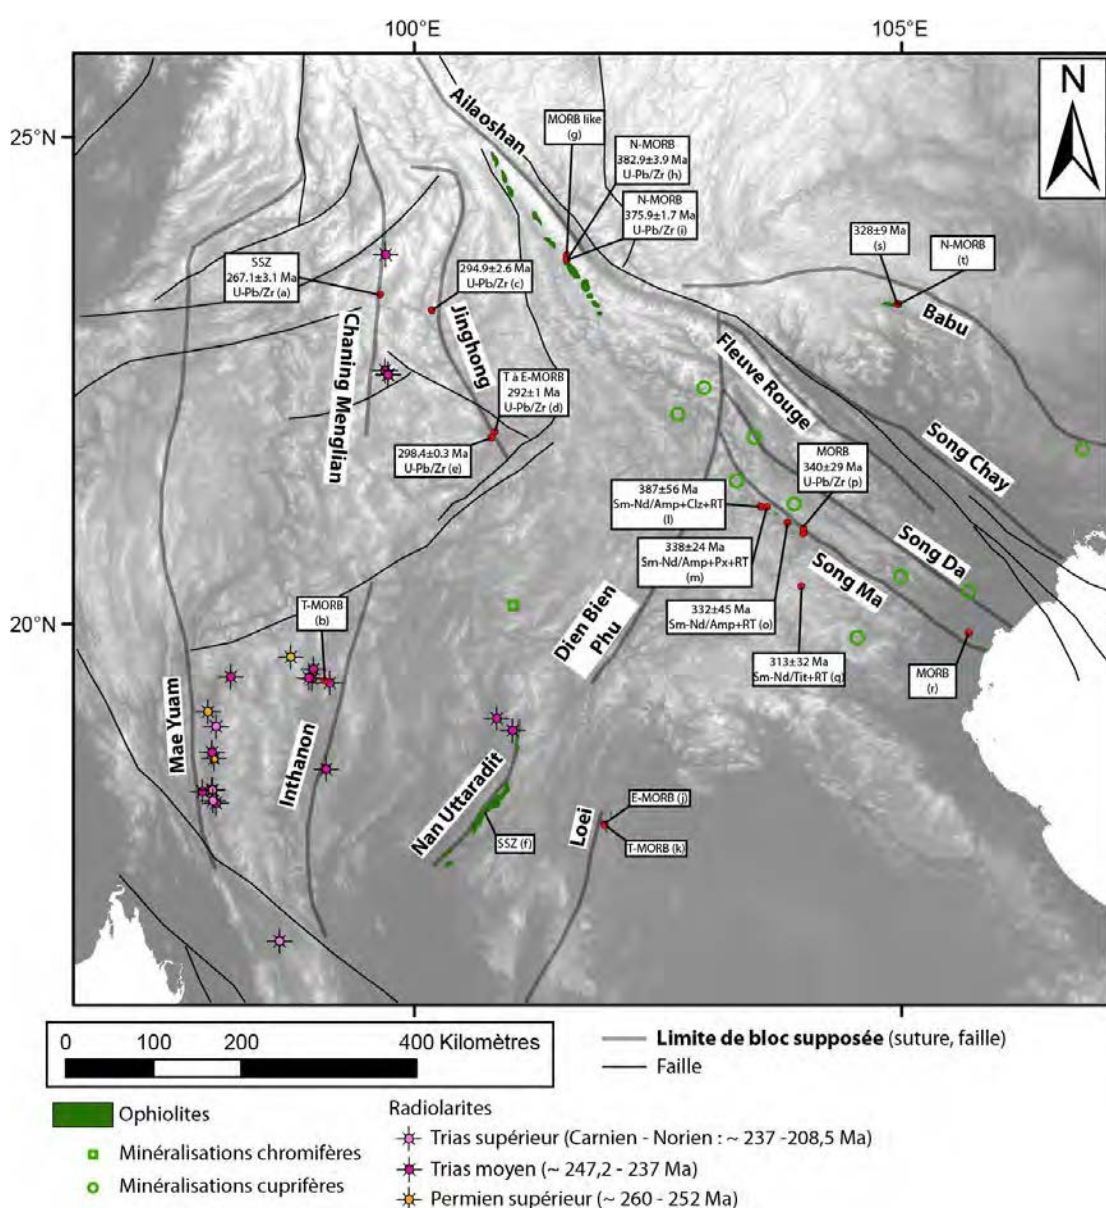 100°E
105°E
25°N
20°N
N
Ailaoshan
MORB like
(g)
N-MORB
382.9±3.9 Ma
U-Pb/Zr (h)
N-MORB
375.9±1.7 Ma
U-Pb/Zr (i)
328±9 Ma
(s)
N-MORB
(t)
Babu
SSZ
267.1±3.1 Ma
U-Pb/Zr (a)
294.9±2.6 Ma
U-Pb/Zr (c)
Chaning Menglian
Jinghong
T à E-MORB
292±1 Ma
U-Pb/Zr (d)
298.4±0.3 Ma
U-Pb/Zr (e)
Fleuve Rouge
Song Chay
MORB
340±29 Ma
U-Pb/Zr (p)
387±56 Ma
Sm-Nd/Amp+Clz+RT
(l)
338±24 Ma
Sm-Nd/Amp+Px+RT
(m)
332±45 Ma
Sm-Nd/Amp+RT (o)
313±32 Ma
Sm-Nd/Tit+RT (q)
Song Da
Song Ma
MORB
(r)
Dien Bien
Phu
T-MORB
(b)
Mae Yuam
Inthanon
Nan Uttaradit
SSZ (f)
Loei
E-MORB (j)
T-MORB (k)
0 100 200 400 Kilomètres
Limite de bloc supposée (suture, faille)
Faille
Ophiolites
Minéralisations chromifères
Minéralisations cuprifères
Radiolarites
Trias supérieur (Carnien - Norien : ~ 237 -208,5 Ma)
Trias moyen (~ 247,2 - 237 Ma)
Permien supérieur (~ 260 - 252 Ma)